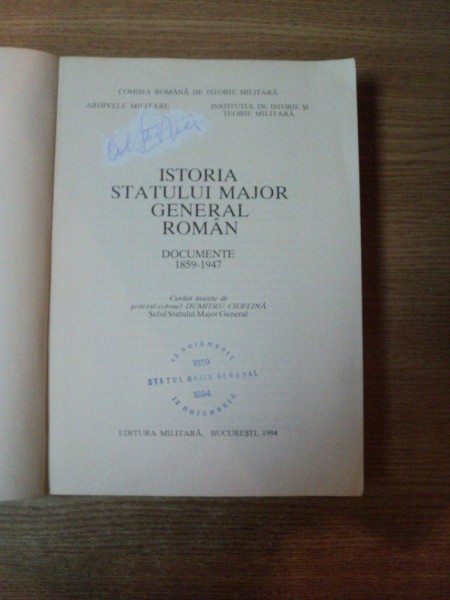 COMISIA ROMÂNĂ DE ISTORIE MILITARĂ
ARHIVELE MILITARE
INSTITUTUL DE ISTORIE ŞI
TEORIE MILITARĂ
ISTORIA
STATULUI MAJOR
GENERAL
ROMÂN
DOCUMENTE
1859-1947
Cuvânt înainte de
general-colonel DUMITRU CIOFLINĂ
Şeful Statului Major General
12 NOIEMBRIE
1859
STATUL MAJOR GENERAL
1994
12 NOIEMBRIE
EDITURA MILITARĂ, BUCUREŞTI, 1994